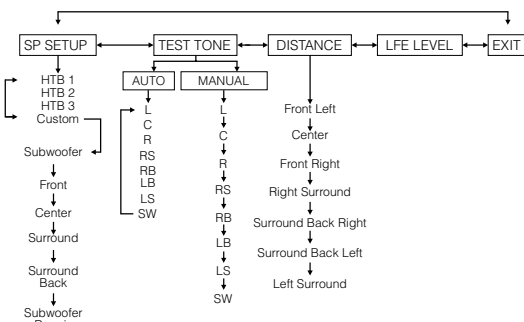 SP SETUP
TEST TONE
DISTANCE
LFE LEVEL
EXIT
HTB 1
HTB 2
HTB 3
Custom
Subwoofer
Front
Center
Surround
Surround
Back
Subwoofer
AUTO
MANUAL
L
C
R
RS
RB
LB
LS
SW
L
C
R
RS
RB
LB
LS
SW
Front Left
Center
Front Right
Right Surround
Surround Back Right
Surround Back Left
Left Surround